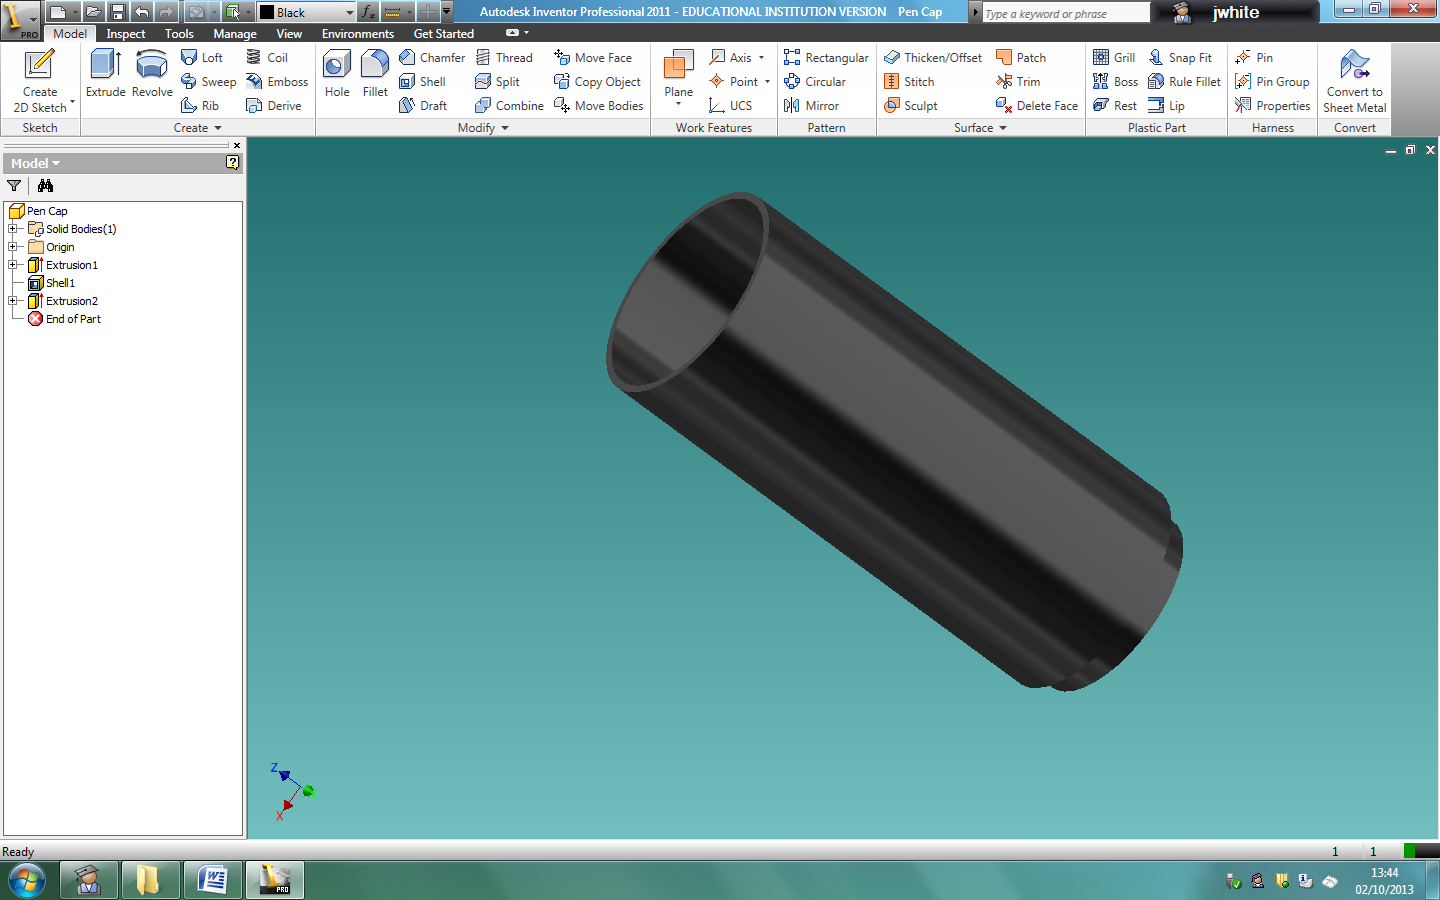 Black
Autodesk Inventor Professional 2011 - EDUCATIONAL INSTITUTION VERSION Pen Cap
Type a keyword or phrase
jwhite
PRO
Model Inspect Tools Manage View Environments Get Started
Create
2D Sketch
Sketch
Extrude Revolve
Loft Sweep Rib
Coil Emboss Derive
Create
Hole Fillet
Chamfer Shell Draft
Thread Split Combine
Move Face Copy Object Move Bodies
Modify
Plane
Axis Point UCS
Work Features
Rectangular Circular Mirror
Pattern
Thicken/Offset Stitch Sculpt
Patch Trim Delete Face
Surface
Grill Boss Rest
Snap Fit Rule Fillet Lip
Plastic Part
Pin Pin Group Properties
Harness
Convert to
Sheet Metal
Convert
Model
Pen Cap
Solid Bodies(1)
Origin
Extrusion1
Shell1
Extrusion2
End of Part
Z
X
Ready
1 1
PRO
13:44
02/10/2013